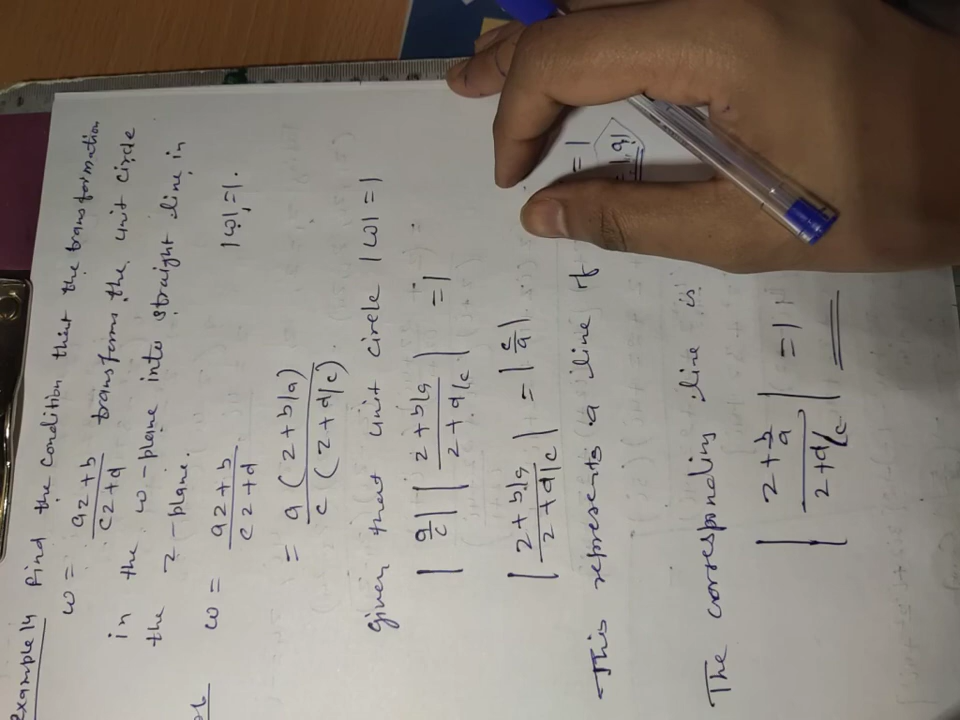 Example 14 Find the condition that the transformation
w = az+b / cz+d transforms the unit circle
in the w-plane into straight line in
the z-plane. |w|=1.
w = az+b / cz+d
= a(z+b/a) / c(z+d/c)
given that unit circle |w|=1
|a/c| |z+b/a / z+d/c| =1
|z+b/a / z+d/c| = |c/a|
This represents a line if = 1
= |a|
The corresponding line is
|z+b/a / z+d/c| =1